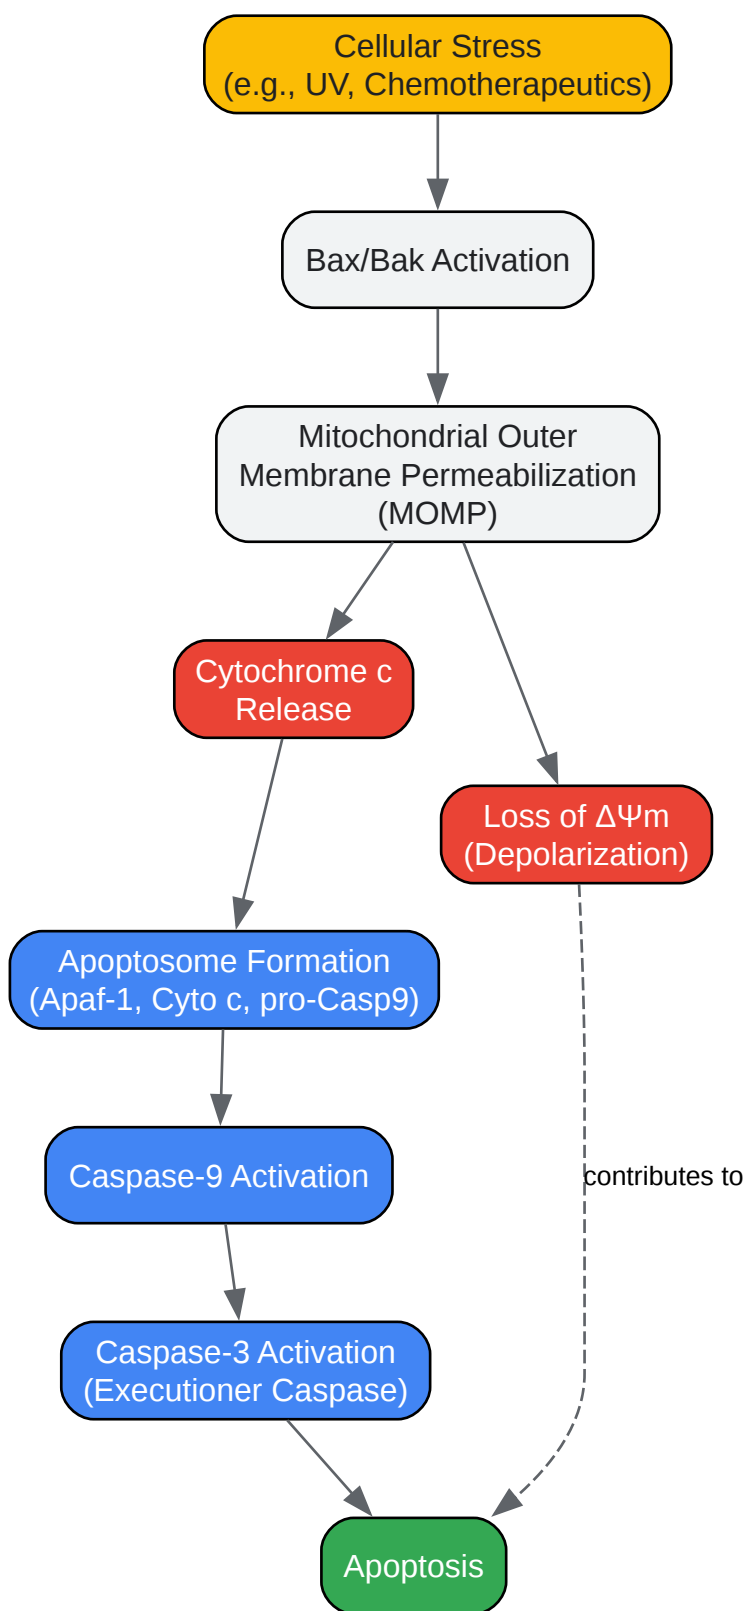 Cellular Stress
(e.g., UV, Chemotherapeutics)
Bax/Bak Activation
Mitochondrial Outer
Membrane Permeabilization
(MOMP)
Cytochrome c
Release
Loss of ΔΨm
(Depolarization)
Apoptosome Formation
(Apaf-1, Cyto c, pro-Casp9)
Caspase-9 Activation
contributes to
Caspase-3 Activation
(Executioner Caspase)
Apoptosis